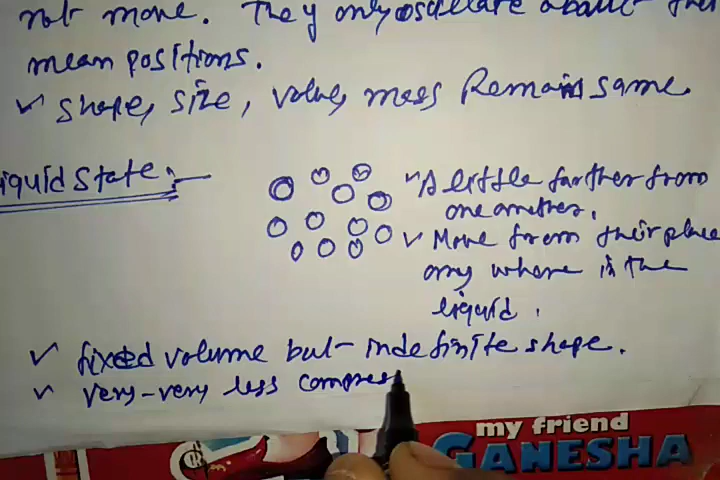 not move. They only oscillate about their
mean positions.
✓ shape, size, volume, mass Remain same.
iquid State :—
✓ A little farther from
one another.
✓ Move from their place
any where in the
liquid.
✓ fixed volume but indefinite shape.
✓ very-very less compres
my friend
GANESHA